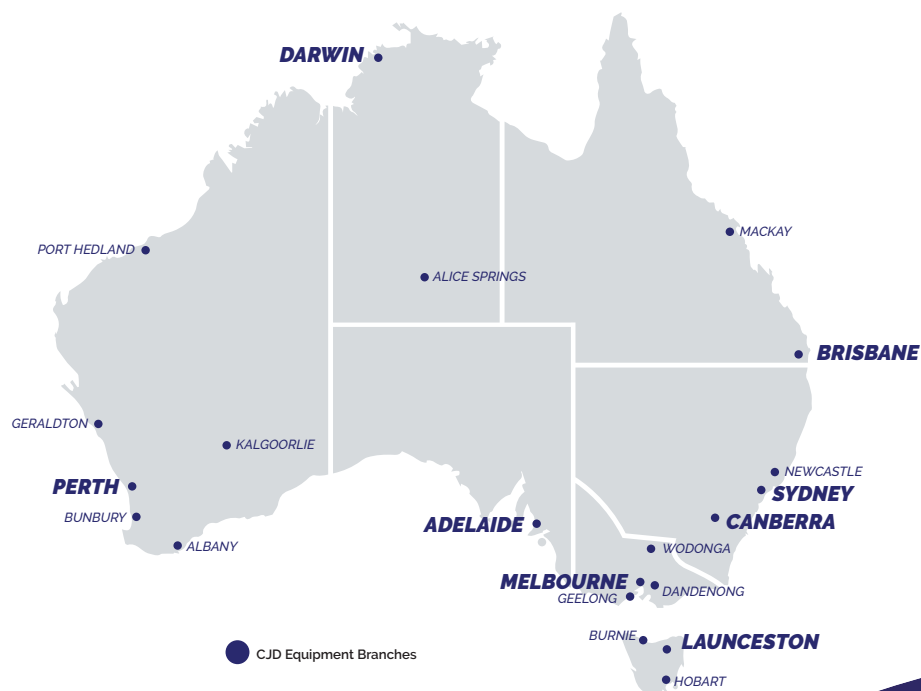 DARWIN
MACKAY
PORT HEDLAND
ALICE SPRINGS
BRISBANE
GERALDTON
KALGOORLIE
NEWCASTLE
PERTH
SYDNEY
BUNBURY
ADELAIDE
CANBERRA
ALBANY
WODONGA
MELBOURNE
DANDENONG
GEELONG
BURNIE
LAUNCESTON
CJD Equipment Branches
HOBART